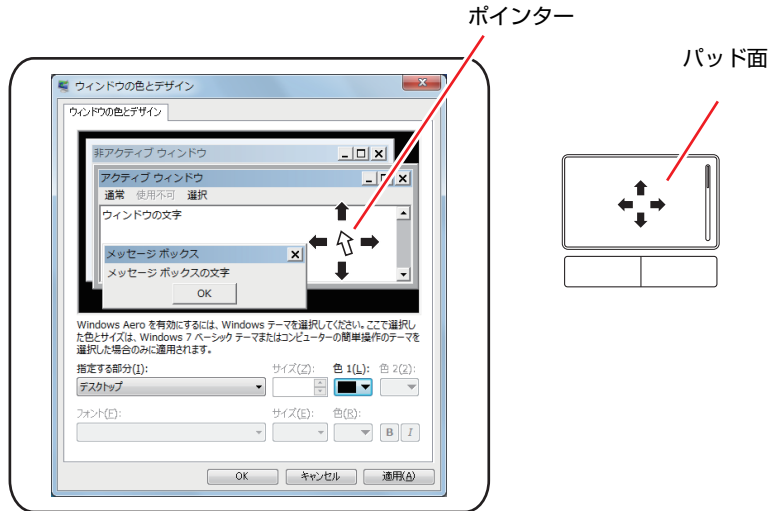 ポインター
パッド面
ウィンドウの色とデザイン
ウィンドウの色とデザイン
非アクティブ ウィンドウ
アクティブ ウィンドウ
通常 使用不可 選択
ウィンドウの文字
メッセージ ボックス
メッセージ ボックスの文字
OK
Windows Aero を有効にするには、Windows テーマを選択してください。ここで選択し
た色とサイズは、Windows 7 ベーシック テーマまたはコンピューターの簡単操作のテーマを
選択した場合のみに適用されます。
指定する部分(I): サイズ(Z): 色 1(L): 色 2(2):
デスクトップ
フォント(F): サイズ(E): 色(R):
B I
OK キャンセル 適用(A)